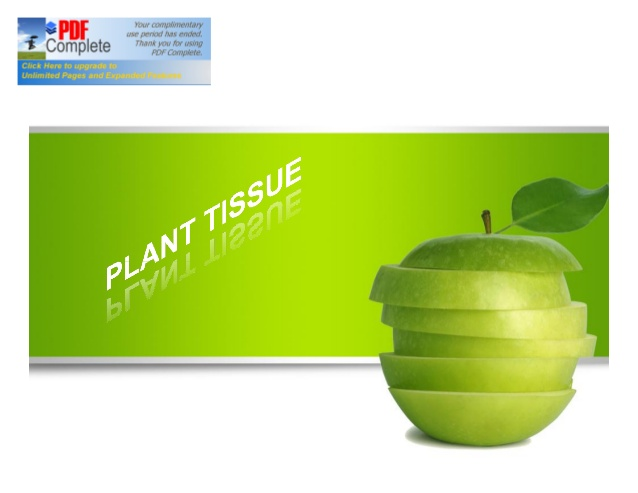 Your complimentary
use period has ended.
Thank you for using
PDF Complete.
PDF
Complete
Click Here to upgrade to
Unlimited Pages and Expanded Features
PLANT TISSUE